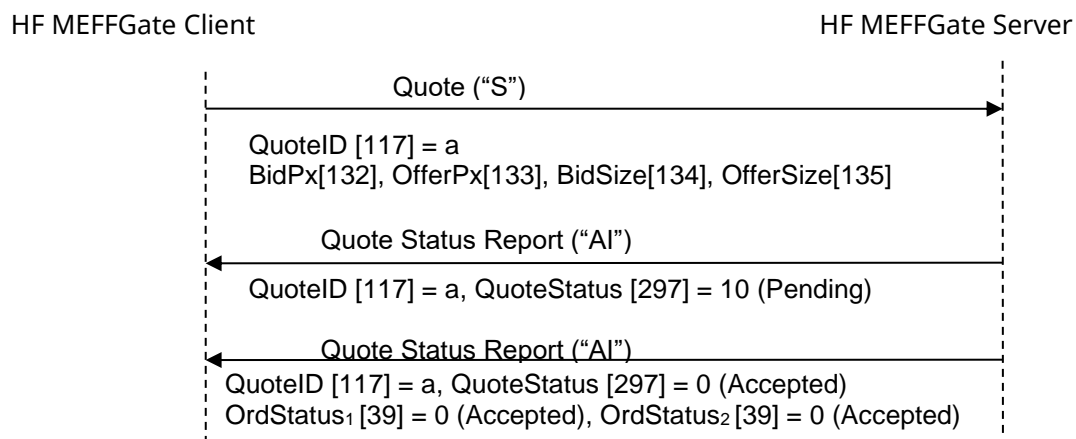 HF MEFFGate Client
HF MEFFGate Server
Quote (“S”)
QuoteID [117] = a
BidPx[132], OfferPx[133], BidSize[134], OfferSize[135]
Quote Status Report (“AI”)
QuoteID [117] = a, QuoteStatus [297] = 10 (Pending)
Quote Status Report (“AI”)
QuoteID [117] = a, QuoteStatus [297] = 0 (Accepted)
OrdStatus₁ [39] = 0 (Accepted), OrdStatus₂ [39] = 0 (Accepted)